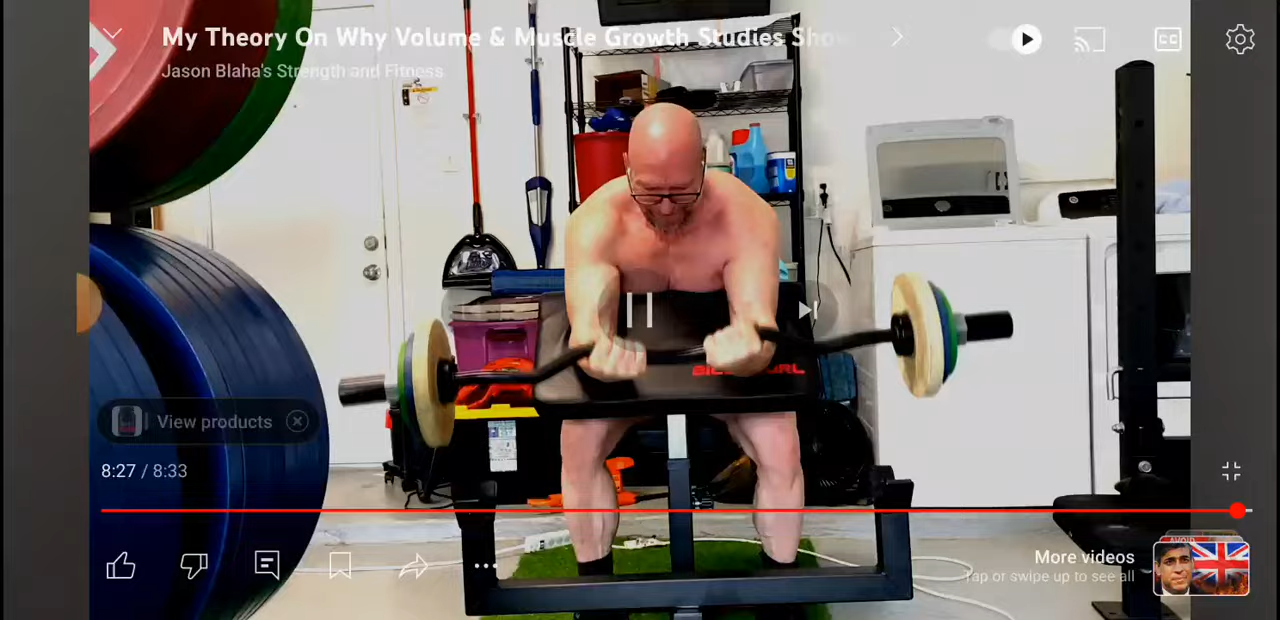 My Theory On Why Volume & Muscle Growth Studies Sho
Jason Blaha's Strength and Fitness
CC
View products
8:27 / 8:33
More videos
Tap or swipe up to see all